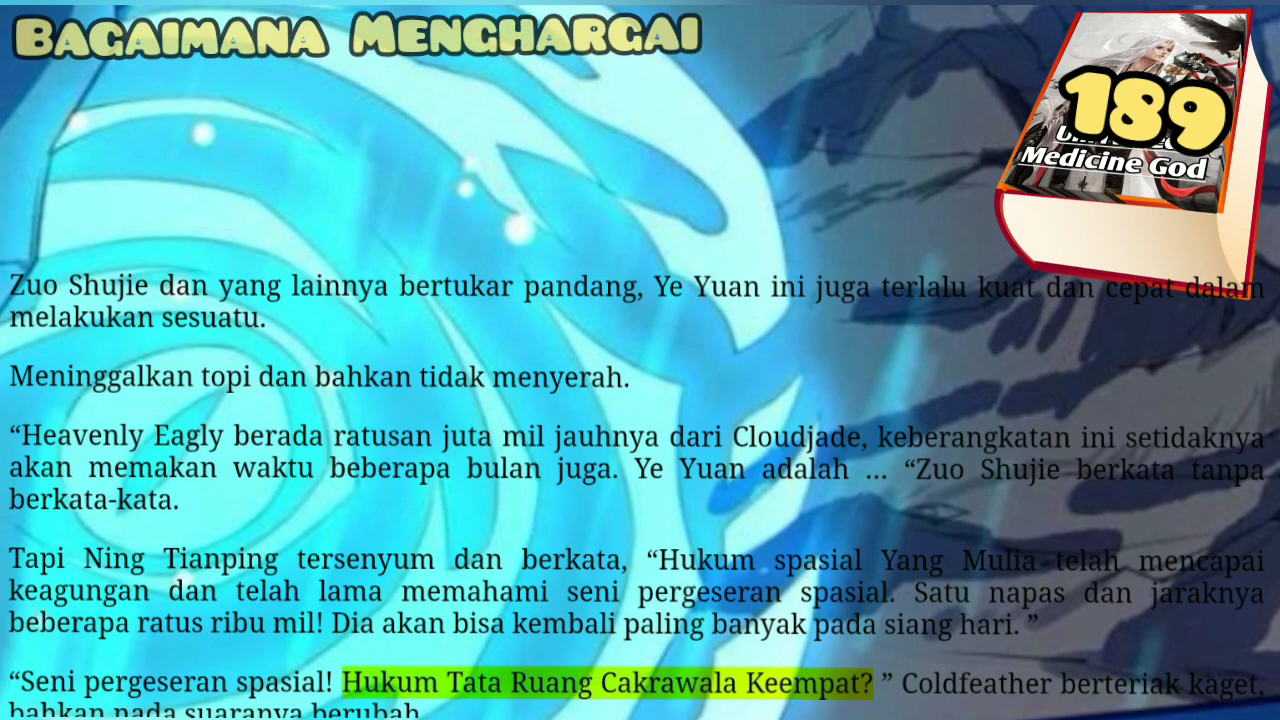 Bagaimana Menghargai
189
Medicine God
Zuo Shujie dan yang lainnya bertukar pandang, Ye Yuan ini juga terlalu kuat dan cepat dalam
melakukan sesuatu.
Meninggalkan topi dan bahkan tidak menyerah.
“Heavenly Eagly berada ratusan juta mil jauhnya dari Cloudjade, keberangkatan ini setidaknya
akan memakan waktu beberapa bulan juga. Ye Yuan adalah … “Zuo Shujie berkata tanpa
berkata-kata.
Tapi Ning Tianping tersenyum dan berkata, “Hukum spasial Yang Mulia telah mencapai
keagungan dan telah lama memahami seni pergeseran spasial. Satu napas dan jaraknya
beberapa ratus ribu mil! Dia akan bisa kembali paling banyak pada siang hari. ”
“Seni pergeseran spasial! Hukum Tata Ruang Cakrawala Keempat? ” Coldfeather berteriak kaget,
bahkan nada suaranya berubah